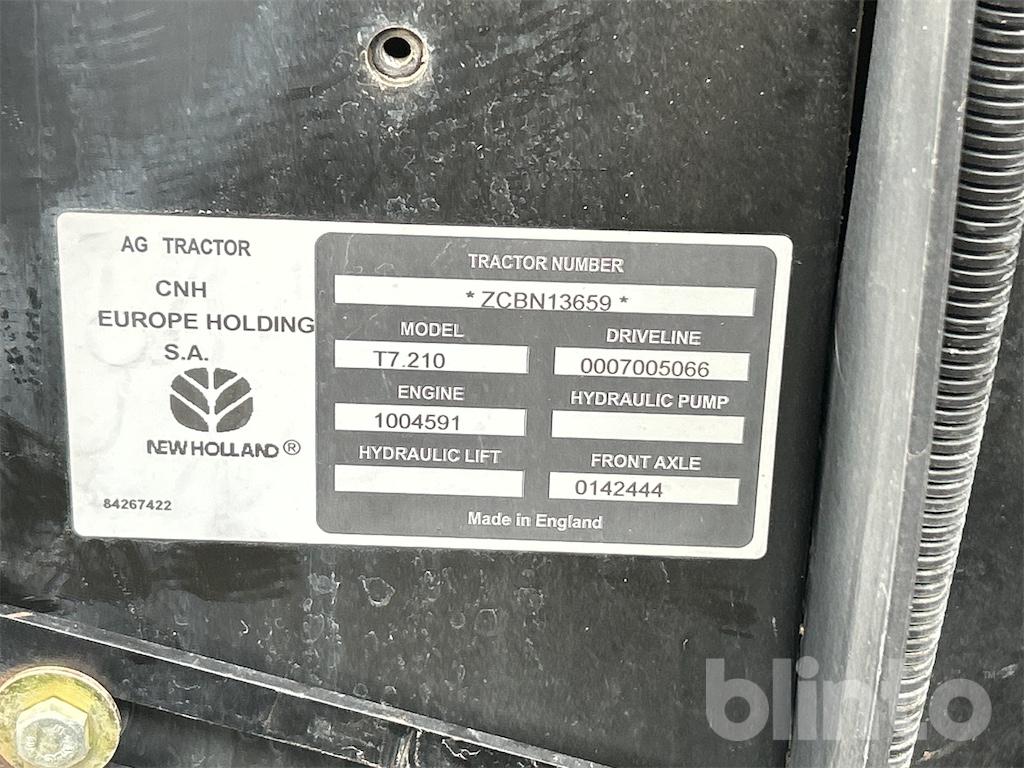 AG TRACTOR
CNH
EUROPE HOLDING
S.A.
NEW HOLLAND ®
84267422
TRACTOR NUMBER
* ZCBN13659 *
MODEL
T7.210
DRIVELINE
0007005066
ENGINE
1004591
HYDRAULIC PUMP
HYDRAULIC LIFT
FRONT AXLE
0142444
Made in England
blinto™